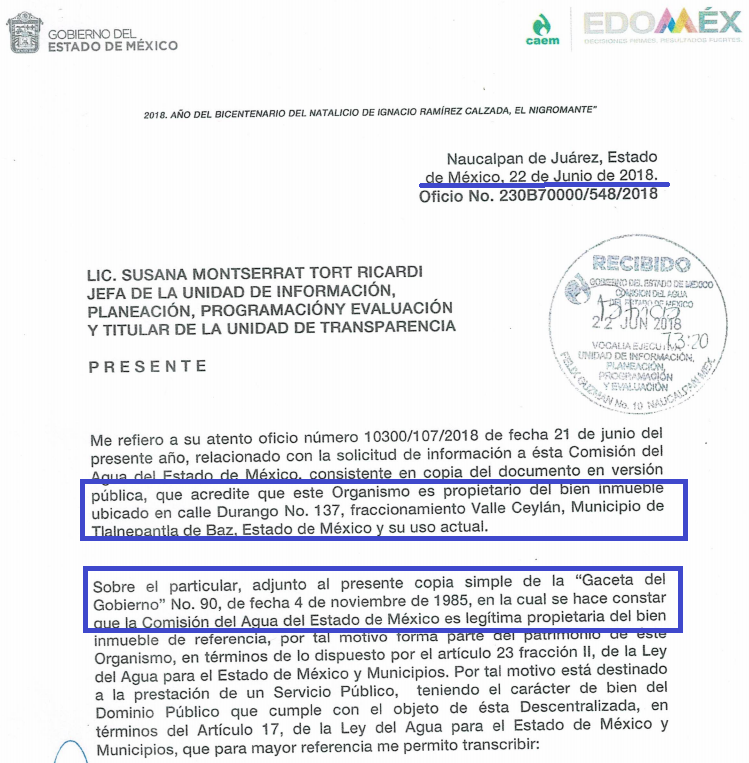 GOBIERNO DEL
ESTADO DE MÉXICO
caem
EDOMÉX
DECISIONES FIRMES, RESULTADOS FUERTES.
2018. AÑO DEL BICENTENARIO DEL NATALICIO DE IGNACIO RAMÍREZ CALZADA, EL NIGROMANTE"
Naucalpan de Juárez, Estado
de México, 22 de Junio de 2018.
Oficio No. 230B70000/548/2018
RECIBIDO
GOBIERNO DEL ESTADO DE MEXICO
COMISION DEL AGUA
DEL ESTADO DE MEXICO
22 JUN 2018
13:20
VOCALIA EJECUTIVA
UNIDAD DE INFORMACIÓN,
PLANEACIÓN,
PROGRAMACIÓN
Y EVALUACIÓN
FELIX GUZMAN No. 10 NAUCALPAN MEX.
LIC. SUSANA MONTSERRAT TORT RICARDI
JEFA DE LA UNIDAD DE INFORMACIÓN,
PLANEACIÓN, PROGRAMACIÓNY EVALUACIÓN
Y TITULAR DE LA UNIDAD DE TRANSPARENCIA
P R E S E N T E
Me refiero a su atento oficio número 10300/107/2018 de fecha 21 de junio del
presente año, relacionado con la solicitud de información a ésta Comisión del
Agua del Estado de México, consistente en copia del documento en versión
pública, que acredite que este Organismo es propietario del bien inmueble
ubicado en calle Durango No. 137, fraccionamiento Valle Ceylán, Municipio de
Tlalnepantla de Baz, Estado de México y su uso actual.
Sobre el particular, adjunto al presente copia simple de la "Gaceta del
Gobierno" No. 90, de fecha 4 de noviembre de 1985, en la cual se hace constar
que la Comisión del Agua del Estado de México es legítima propietaria del bien
inmueble de referencia, por tal motivo forma parte del patrimonio de este
Organismo, en términos de lo dispuesto por el artículo 23 fracción II, de la Ley
del Agua para el Estado de México y Municipios. Por tal motivo está destinado
a la prestación de un Servicio Público, teniendo el carácter de bien del
Dominio Público que cumple con el objeto de ésta Descentralizada, en
términos del Artículo 17, de la Ley del Agua para el Estado de México y
Municipios, que para mayor referencia me permito transcribir: